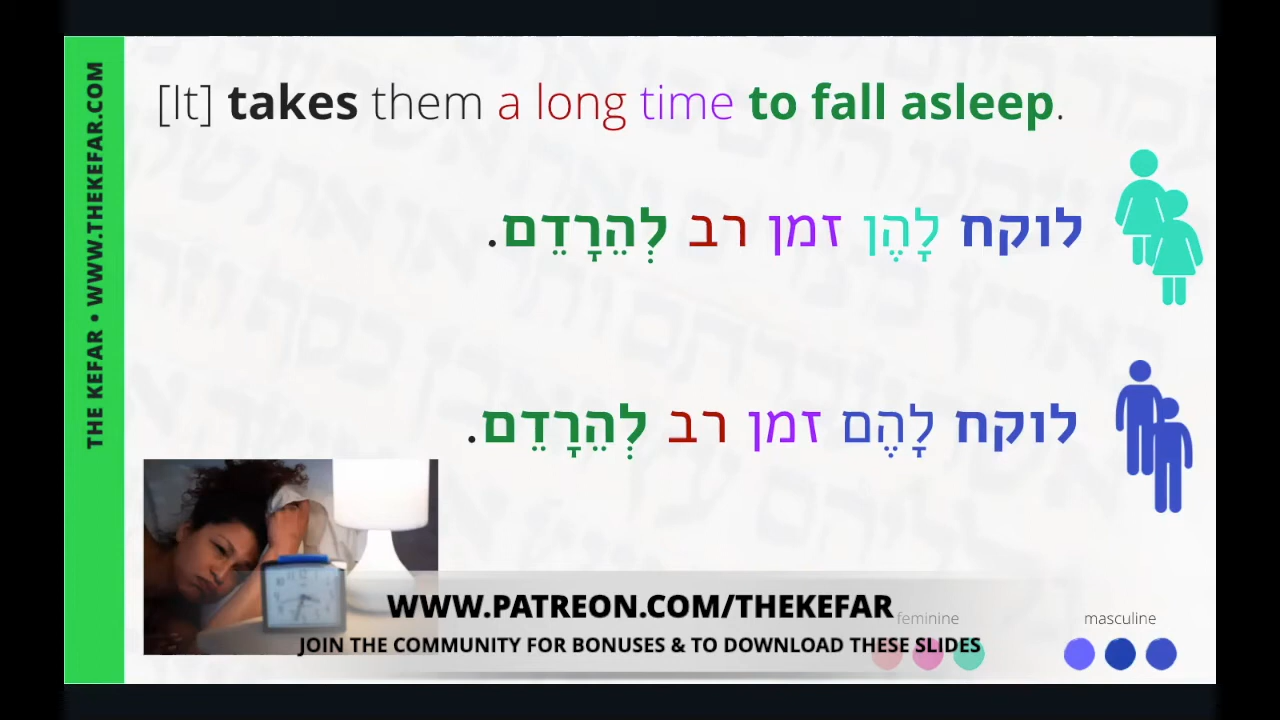 THE KEFAR • WWW.THEKEFAR.COM
[It] takes them a long time to fall asleep.
לוקח לָהֶן זמן רב לְהֵרָדֵם.
לוקח לָהֶם זמן רב לְהֵרָדֵם.
WWW.PATREON.COM/THEKEFAR
JOIN THE COMMUNITY FOR BONUSES & TO DOWNLOAD THESE SLIDES
feminine
masculine